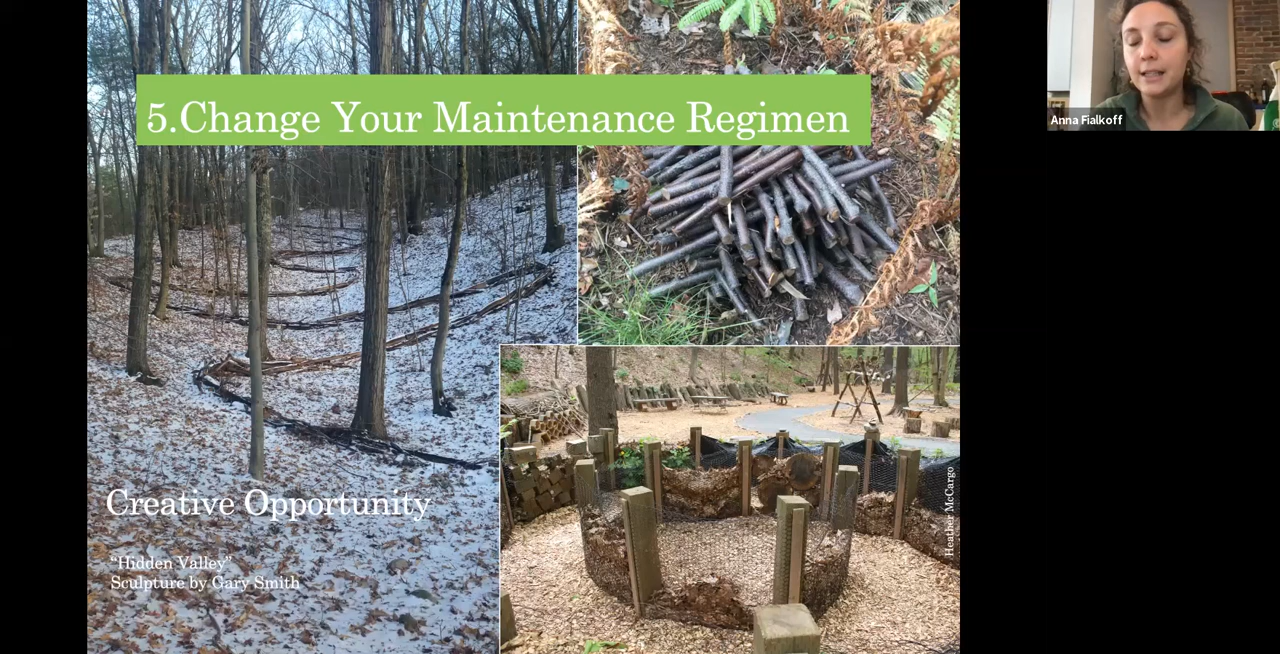 5.Change Your Maintenance Regimen
Anna Fialkoff
Creative Opportunity
"Hidden Valley"
Sculpture by Gary Smith
Heather McCargo